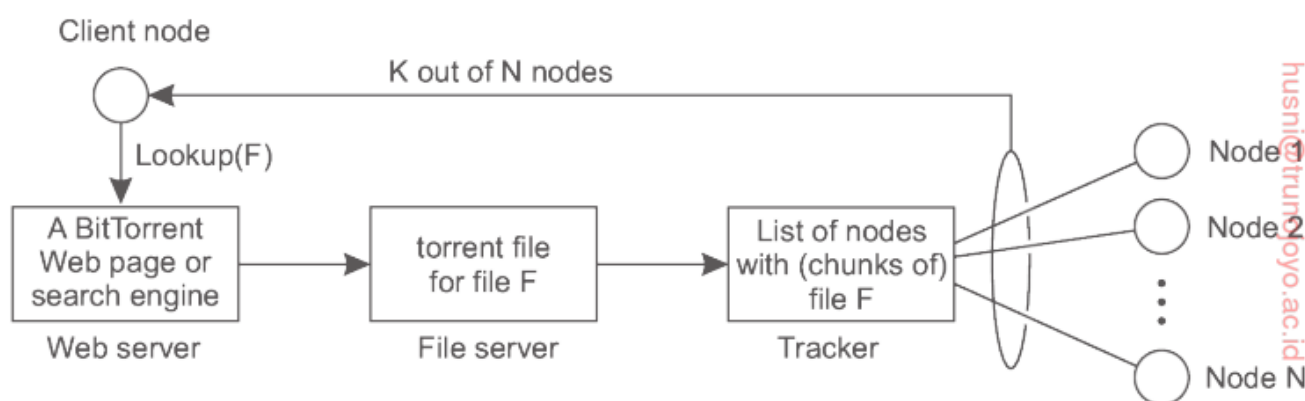 Client node
K out of N nodes
Lookup(F)
A BitTorrent
Web page or
search engine
Web server
torrent file
for file F
File server
List of nodes
with (chunks of)
file F
Tracker
Node 1
Node 2
Node N
husni@trunojoyo.ac.id